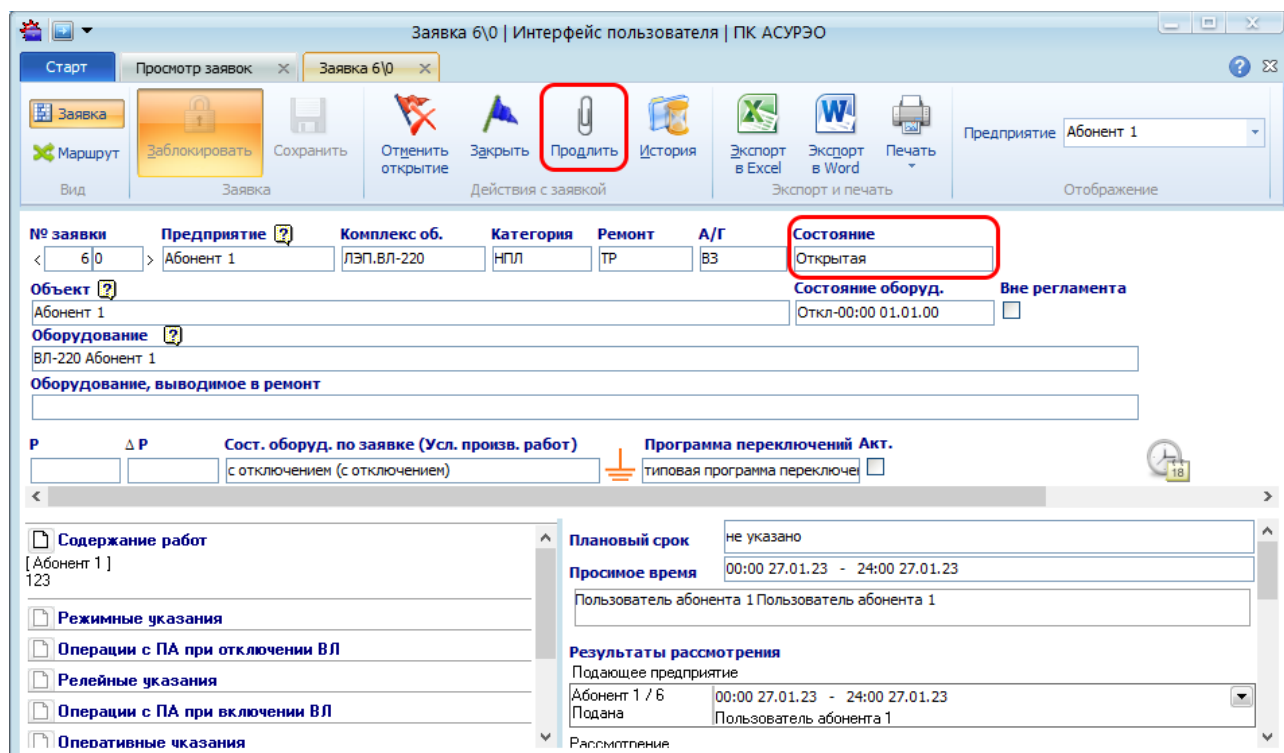 Заявка 6\0 | Интерфейс пользователя | ПК АСУРЭО
Старт Просмотр заявок Заявка 6\0
Заявка
Маршрут
Вид
Заблокировать Сохранить
Заявка
Отменить открытие Закрыть Продлить История
Действия с заявкой
Экспорт в Excel Экспорт в Word Печать
Экспорт и печать
Предприятие Абонент 1
Отображение
№ заявки Предприятие ? Комплекс об. Категория Ремонт А/Г Состояние
< 6 0 > Абонент 1 ЛЭП.ВЛ-220 НПЛ ТР ВЗ Открытая
Объект ? Состояние оборуд. Вне регламента
Абонент 1 Откл-00:00 01.01.00
Оборудование ?
ВЛ-220 Абонент 1
Оборудование, выводимое в ремонт
Р Δ Р Сост. оборуд. по заявке (Усл. произв. работ) Программа переключений Акт.
с отключением (с отключением) типовая программа переключе
18
Содержание работ
[ Абонент 1 ]
123
Режимные указания
Операции с ПА при отключении ВЛ
Релейные указания
Операции с ПА при включении ВЛ
Оперативные указания
Плановый срок не указано
Просимое время 00:00 27.01.23 - 24:00 27.01.23
Пользователь абонента 1 Пользователь абонента 1
Результаты рассмотрения
Подающее предприятие
Абонент 1 / 6 00:00 27.01.23 - 24:00 27.01.23
Подана Пользователь абонента 1
Рассмотрение